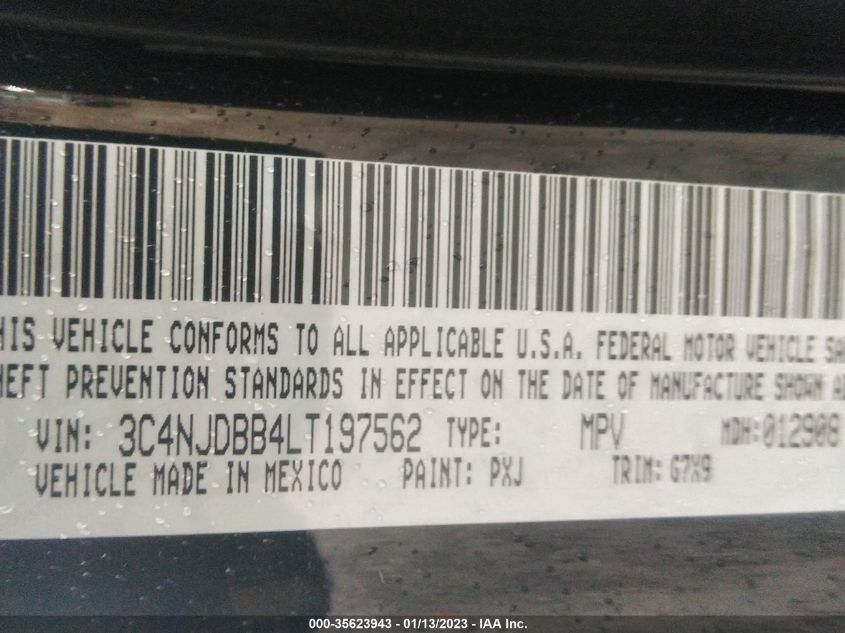 HIS VEHICLE CONFORMS TO ALL APPLICABLE U.S.A. FEDERAL MOTOR VEHICLE SA
HEFT PREVENTION STANDARDS IN EFFECT ON THE DATE OF MANUFACTURE SHOWN A
VIN: 3C4NJDBB4LT197562 TYPE: MPV MDH: 012908
VEHICLE MADE IN MEXICO PAINT: PXJ TRIM: G7X9
000-35623943 - 01/13/2023 - IAA Inc.